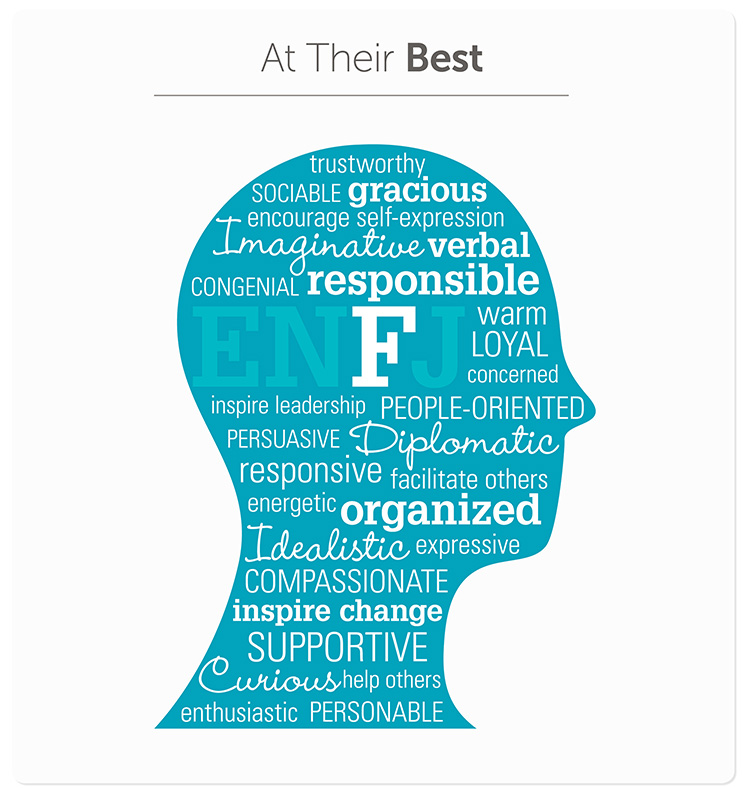 At Their Best
trustworthy
SOCIABLE gracious
encourage self-expression
Imaginative verbal
CONGENIAL responsible
ENFJ warm
LOYAL
concerned
inspire leadership PEOPLE-ORIENTED
PERSUASIVE Diplomatic
responsive facilitate others
energetic organized
Idealistic expressive
COMPASSIONATE
inspire change
SUPPORTIVE
Curious help others
enthusiastic PERSONABLE